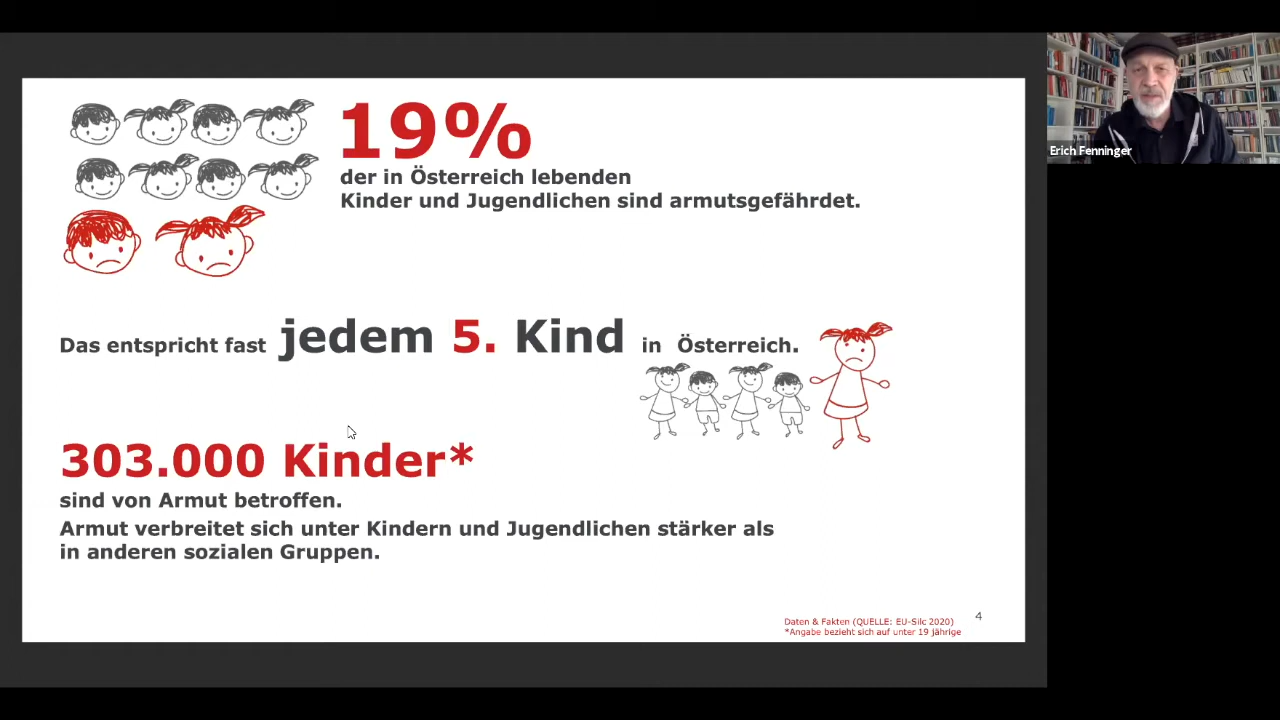 19%
der in Österreich lebenden
Kinder und Jugendlichen sind armutsgefährdet.
Das entspricht fast jedem 5. Kind in Österreich.
303.000 Kinder*
sind von Armut betroffen.
Armut verbreitet sich unter Kindern und Jugendlichen stärker als
in anderen sozialen Gruppen.
Daten & Fakten (QUELLE: EU-Silc 2020)
*Angabe bezieht sich auf unter 19 jährige
4
Erich Fenninger